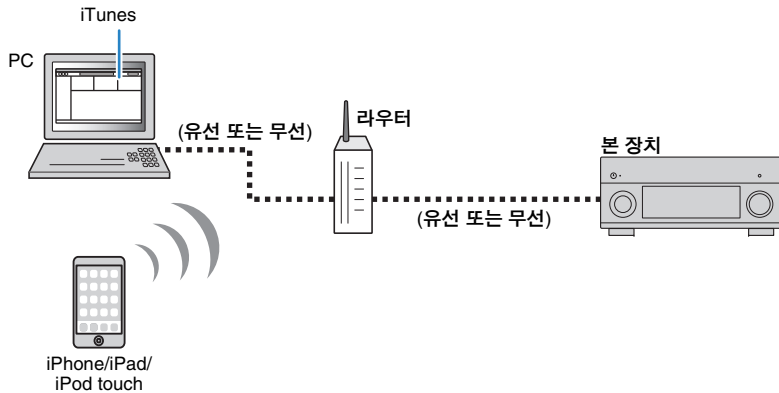 iTunes
PC
(유선 또는 무선)
라우터
본 장치
(유선 또는 무선)
iPhone/iPad/
iPod touch